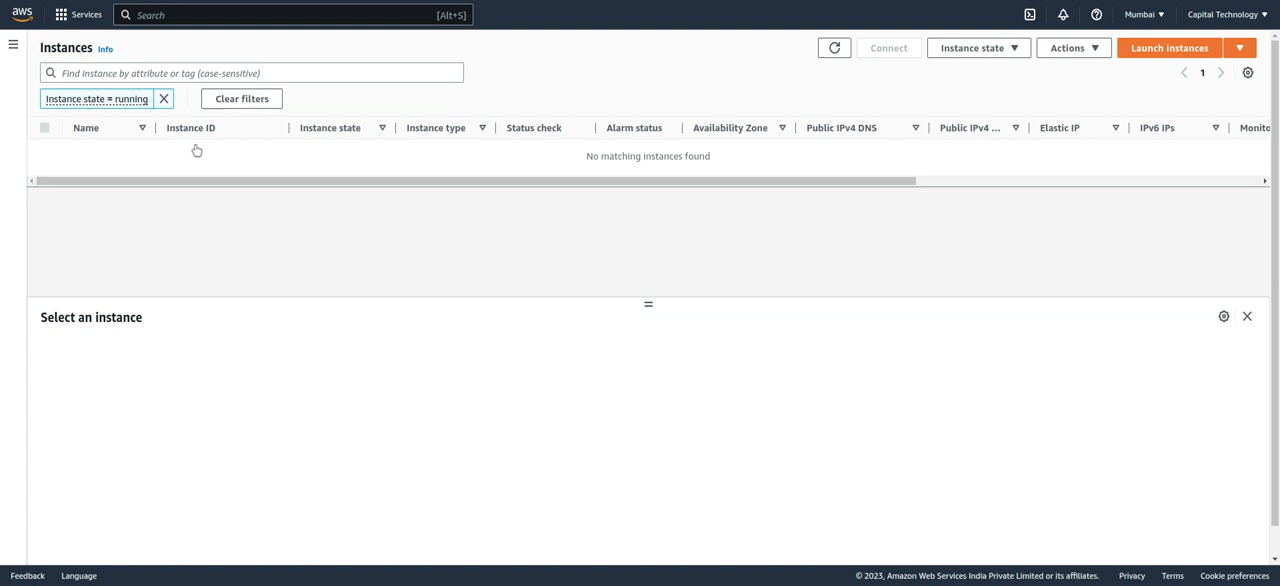 aws Services Search [Alt+S] Mumbai Capital Technology
Instances Info Connect Instance state Actions Launch instances
Find instance by attribute or tag (case-sensitive) 1
Instance state = running Clear filters
Name Instance ID Instance state Instance type Status check Alarm status Availability Zone Public IPv4 DNS Public IPv4 ... Elastic IP IPv6 IPs Monito
No matching instances found
Select an instance
Feedback Language © 2023, Amazon Web Services India Private Limited or its affiliates. Privacy Terms Cookie preferences